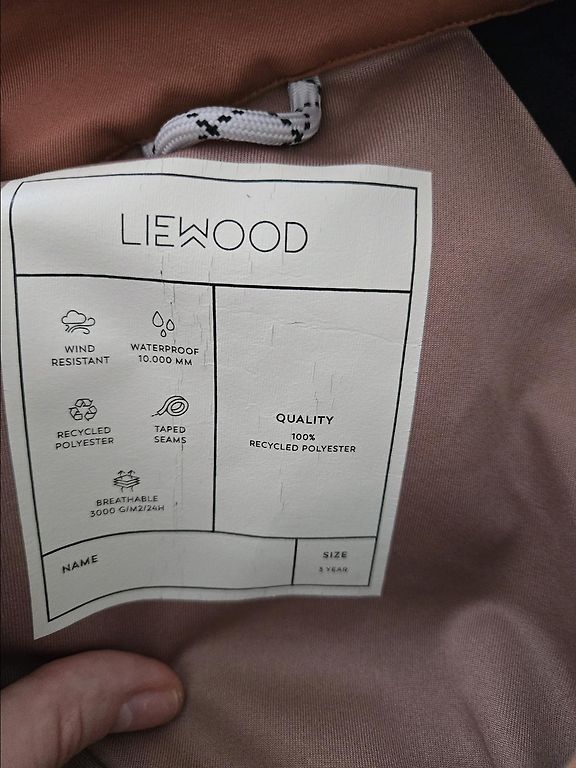 LIEWOOD
WIND
RESISTANT
WATERPROOF
10.000 MM
RECYCLED
POLYESTER
TAPED
SEAMS
BREATHABLE
3000 G/M2/24H
QUALITY
100%
RECYCLED POLYESTER
NAME
SIZE
3 YEAR